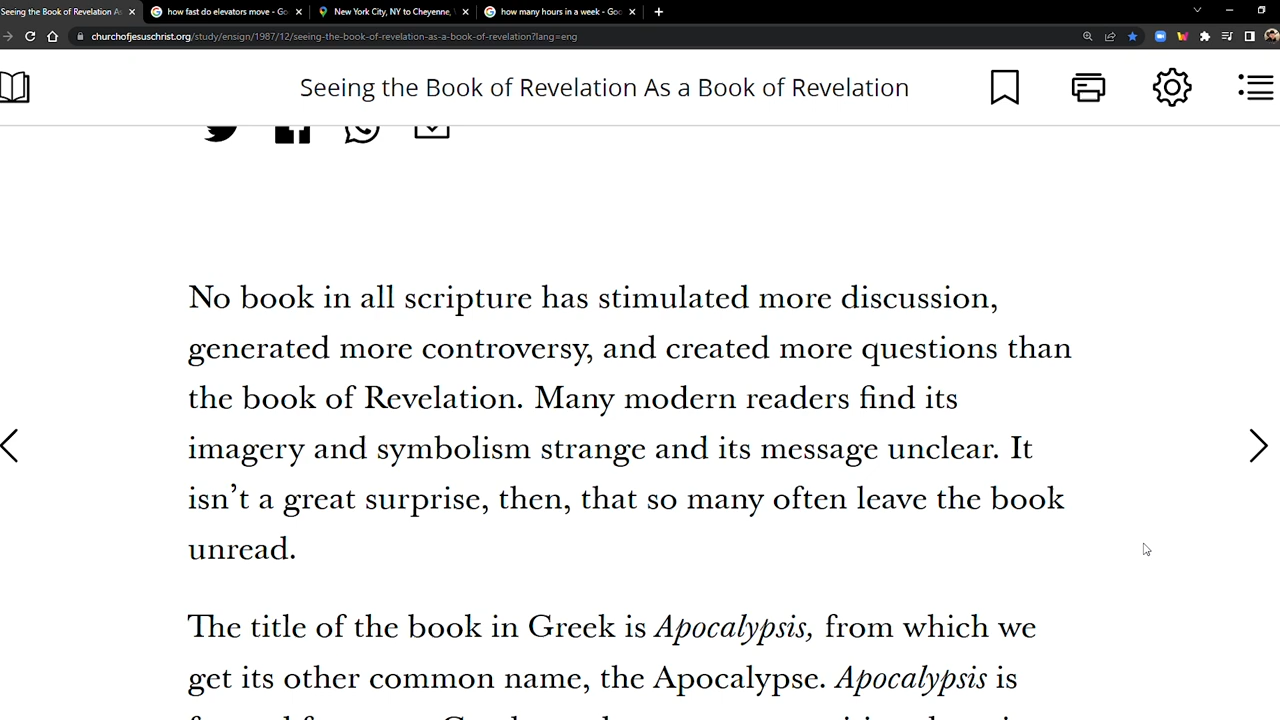 Seeing the Book of Revelation As
how fast do elevators move - Go
New York City, NY to Cheyenne,
how many hours in a week - Goo
churchofjesuschrist.org/study/ensign/1987/12/seeing-the-book-of-revelation-as-a-book-of-revelation?lang=eng
Seeing the Book of Revelation As a Book of Revelation
No book in all scripture has stimulated more discussion,
generated more controversy, and created more questions than
the book of Revelation. Many modern readers find its
imagery and symbolism strange and its message unclear. It
isn’t a great surprise, then, that so many often leave the book
unread.
The title of the book in Greek is Apocalypsis, from which we
get its other common name, the Apocalypse. Apocalypsis is